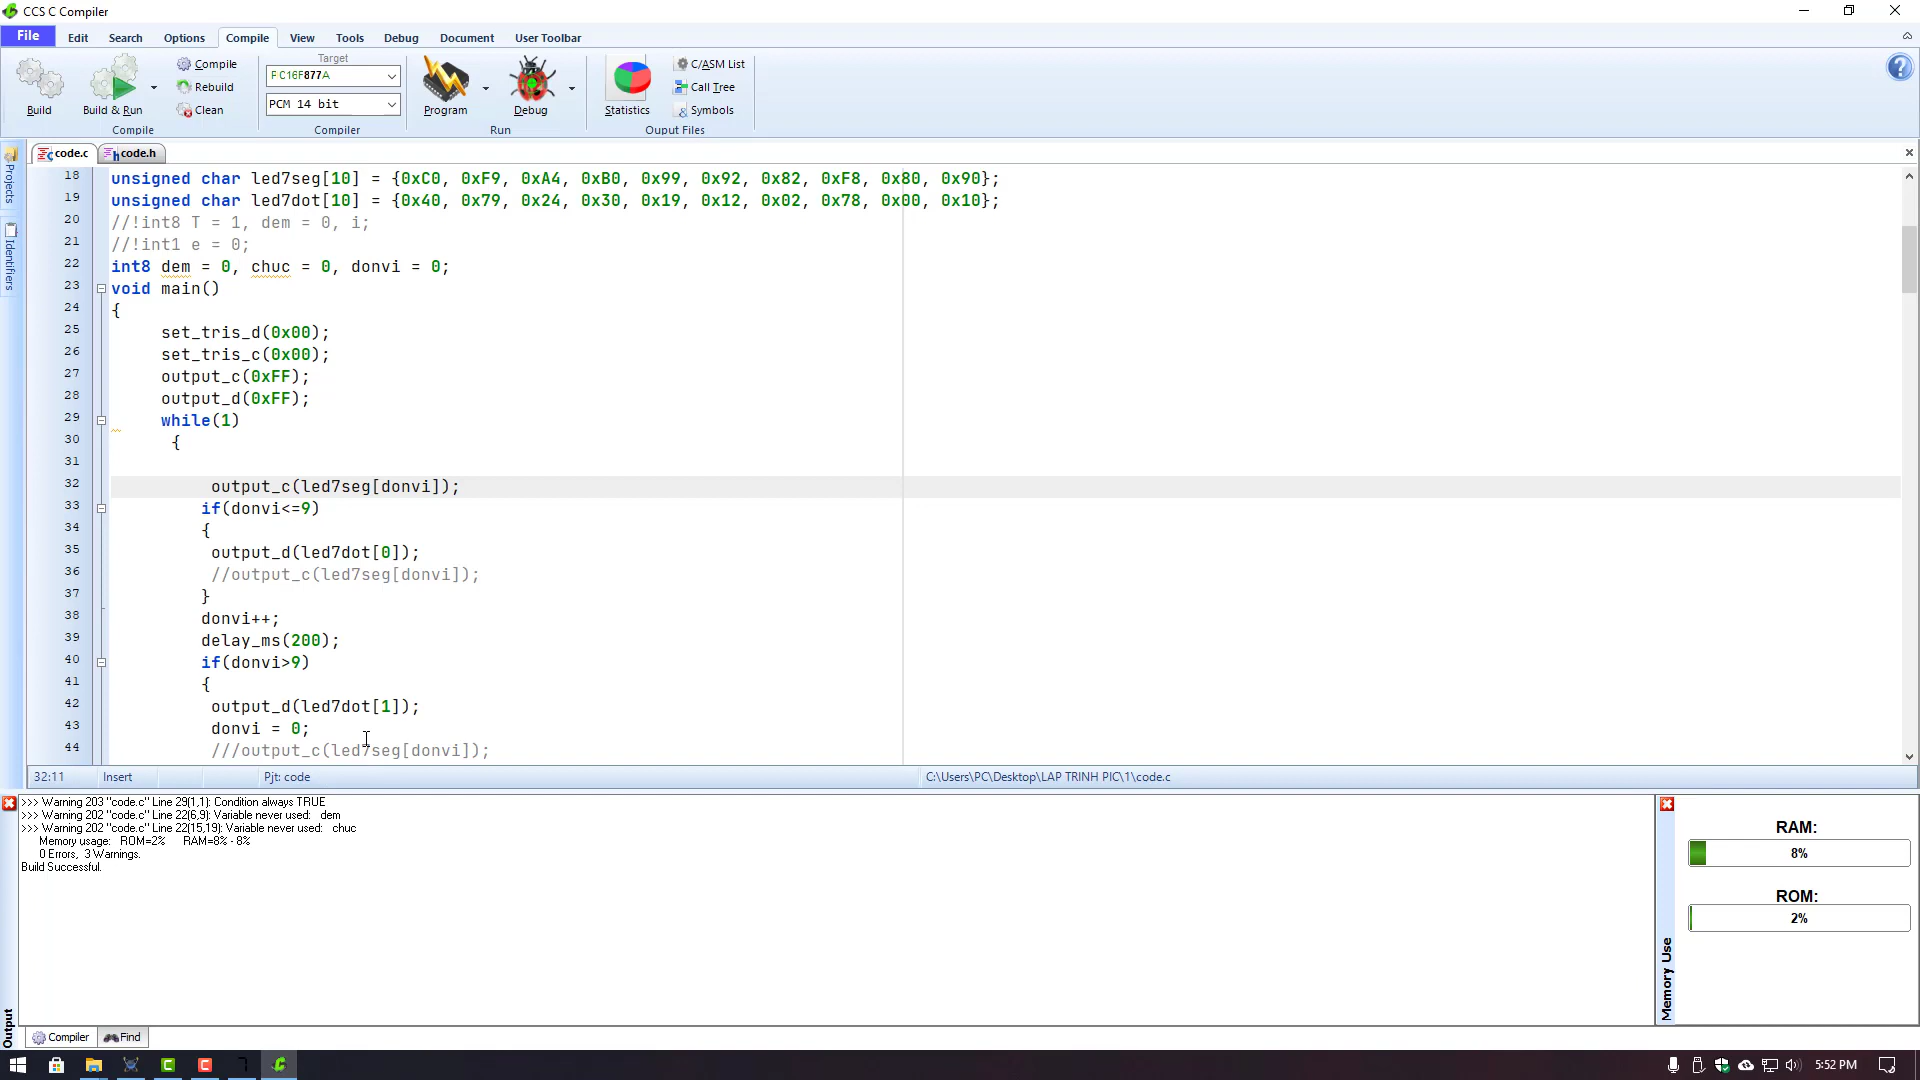 CCS C Compiler
File Edit Search Options Compile View Tools Debug Document User Toolbar
Build
Build & Run
Compile
Rebuild
Clean
Compile
Target
PCM 14 bit
Compiler
Program
Debug
Run
Statistics
C/ASM List
Call Tree
Symbols
Ouput Files
Projects
Identifiers
code.c code.h
18 unsigned char led7seg[10] = {0xC0, 0xF9, 0xA4, 0xB0, 0x99, 0x92, 0x82, 0xF8, 0x80, 0x90};
19 unsigned char led7dot[10] = {0x40, 0x79, 0x24, 0x30, 0x19, 0x12, 0x02, 0x78, 0x00, 0x10};
20 //!int8 T = 1, dem = 0, i;
21 //!int1 e = 0;
22 int8 dem = 0, chuc = 0, donvi = 0;
23 void main()
24 {
25 set_tris_d(0x00);
26 set_tris_c(0x00);
27 output_c(0xFF);
28 output_d(0xFF);
29 while(1)
30 {
31
32 output_c(led7seg[donvi]);
33 if(donvi<=9)
34 {
35 output_d(led7dot[0]);
36 //output_c(led7seg[donvi]);
37 }
38 donvi++;
39 delay_ms(200);
40 if(donvi>9)
41 {
42 output_d(led7dot[1]);
43 donvi = 0;
44 ///output_c(led7seg[donvi]);
32:11 Insert Pjt: code C:\Users\PC\Desktop\LAP TRINH PIC\1\code.c
>>> Warning 203 "code.c" Line 29(1,1): Condition always TRUE
>>> Warning 202 "code.c" Line 22(6,9): Variable never used: dem
>>> Warning 202 "code.c" Line 22(15,19): Variable never used: chuc
Memory usage: ROM=2% RAM=8% - 8%
0 Errors, 3 Warnings.
Build Successful.
Output
Memory Use
RAM:
8%
ROM:
2%
Compiler Find
5:52 PM